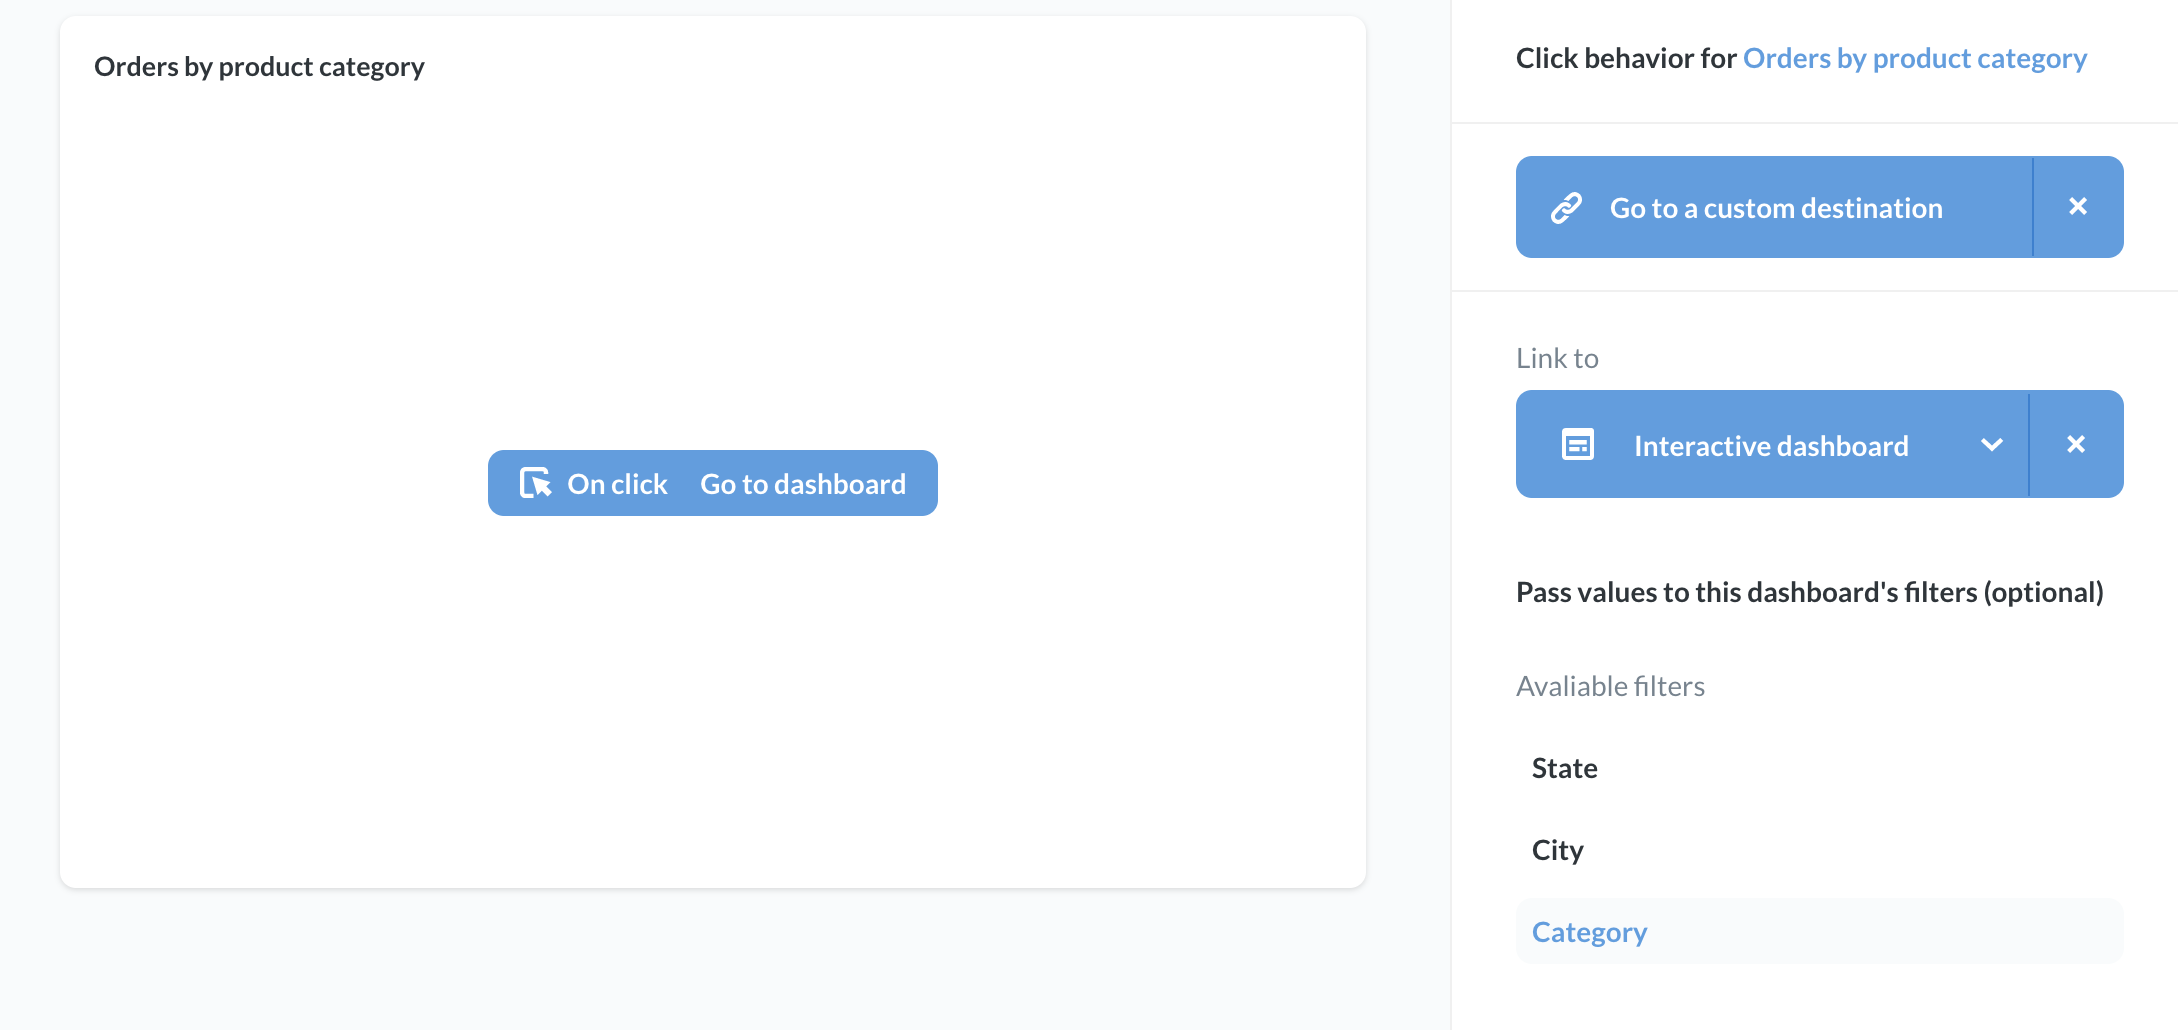 Orders by product category
On click Go to dashboard
Click behavior for Orders by product category
Go to a custom destination
Link to
Interactive dashboard
Pass values to this dashboard's filters (optional)
Avaliable filters
State
City
Category